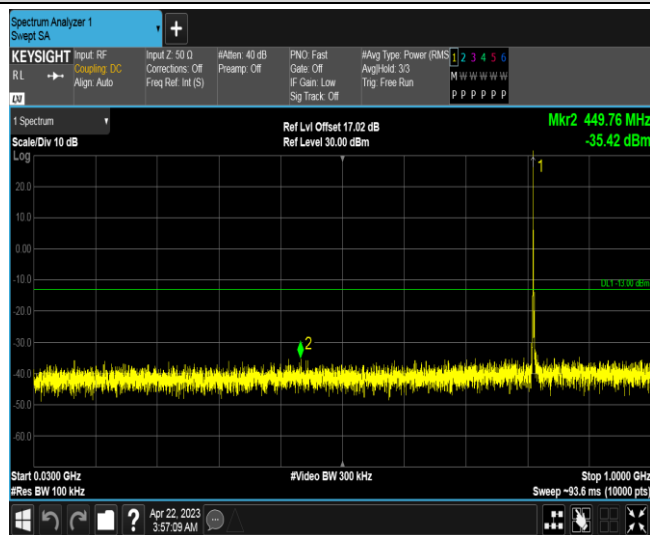 Spectrum Analyzer 1
Swept SA
+
KEYSIGHT
RL
LXI
Input: RF
Coupling: DC
Align: Auto
Input Z: 50 Ω
Corrections: Off
Freq Ref: Int (S)
#Atten: 40 dB
Preamp: Off
PNO: Fast
Gate: Off
IF Gain: Low
Sig Track: Off
#Avg Type: Power (RMS
Avg|Hold: 3/3
Trig: Free Run
1 2 3 4 5 6
M W W W W W
P P P P P P
1 Spectrum
Scale/Div 10 dB
Log
Ref Lvl Offset 17.02 dB
Ref Level 30.00 dBm
Mkr2 449.76 MHz
-35.42 dBm
1
20.0
10.0
0.00
-10.0
DL1 -13.00 dBm
-20.0
-30.0
2
-40.0
-50.0
-60.0
Start 0.0300 GHz
#Res BW 100 kHz
#Video BW 300 kHz
Stop 1.0000 GHz
Sweep ~93.6 ms (10000 pts)
?
Apr 22, 2023
3:57:09 AM